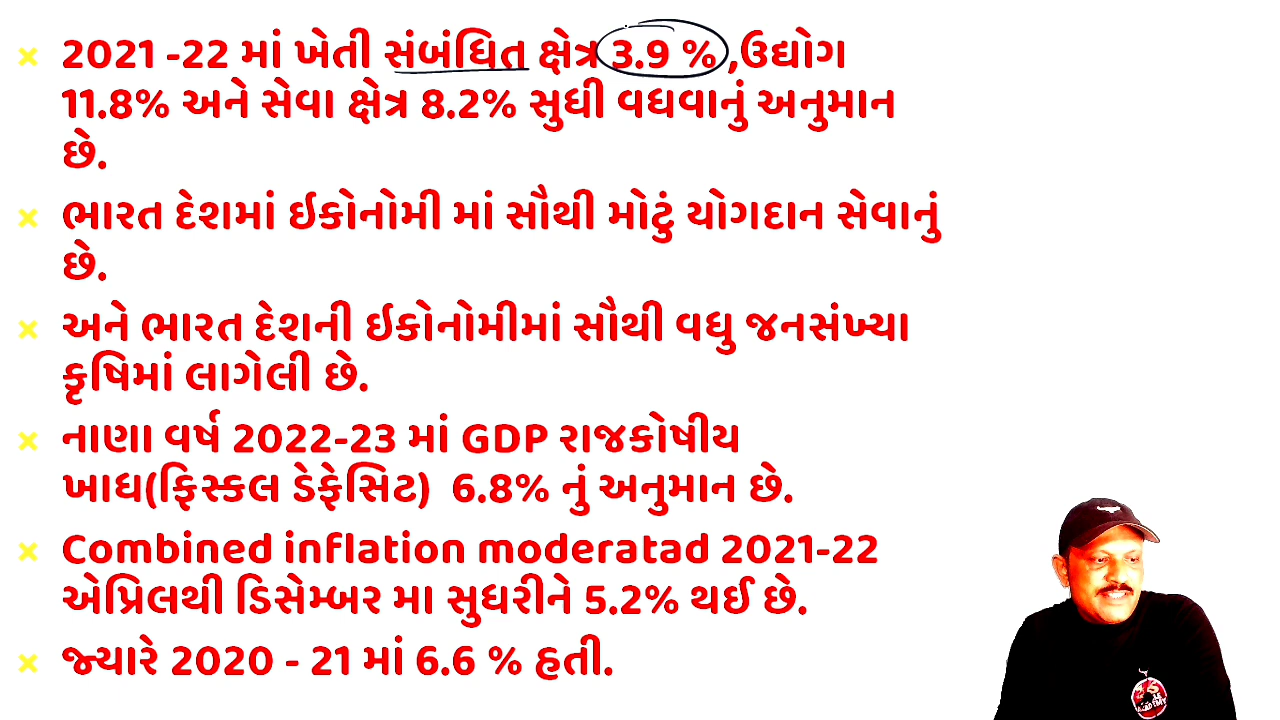 × 2021 -22 માં ખેતી સંબંધિત ક્ષેત્ર 3.9 % ,ઉદ્યોગ
11.8% અને સેવા ક્ષેત્ર 8.2% સુધી વધવાનું અનુમાન
છે.
× ભારત દેશમાં ઇકોનોમી માં સૌથી મોટું યોગદાન સેવાનું
છે.
× અને ભારત દેશની ઇકોનોમીમાં સૌથી વધુ જનસંખ્યા
કૃષિમાં લાગેલી છે.
× નાણા વર્ષ 2022-23 માં GDP રાજકોષીય
ખાધ(ફિસ્કલ ડેફેસિટ) 6.8% નું અનુમાન છે.
× Combined inflation moderatad 2021-22
એપ્રિલથી ડિસેમ્બર મા સુધરીને 5.2% થઈ છે.
× જ્યારે 2020 - 21 માં 6.6 % હતી.